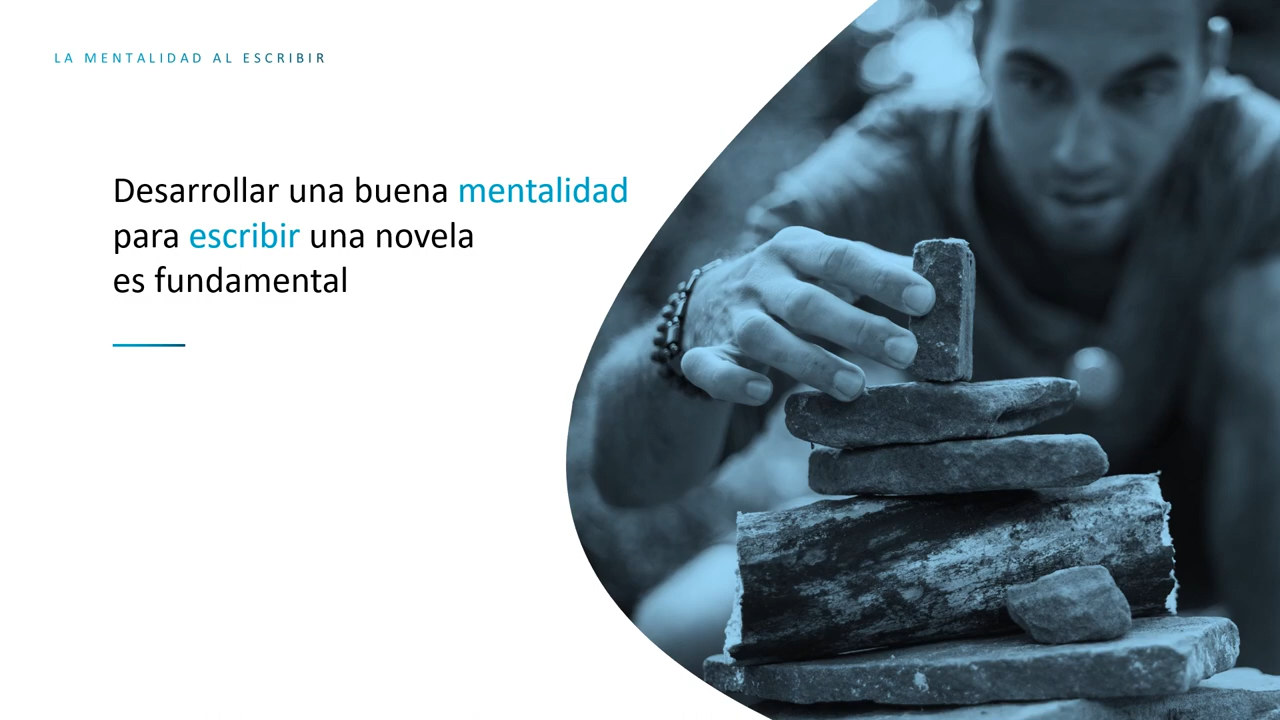 LA MENTALIDAD AL ESCRIBIR
Desarrollar una buena mentalidad
para escribir una novela
es fundamental